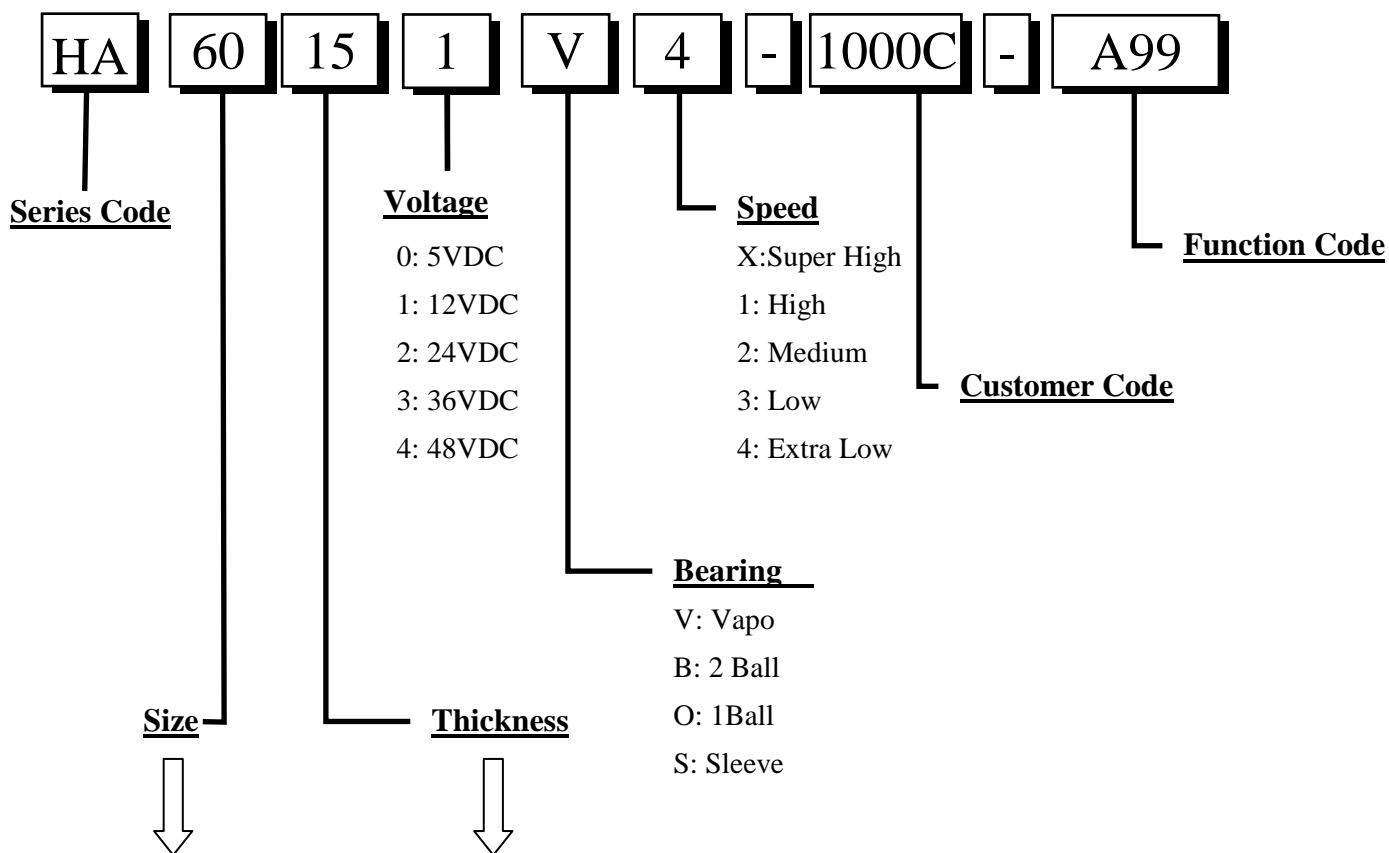 HA 60 15 1 V 4 - 1000C - A99
Series Code
Voltage
0: 5VDC
1: 12VDC
2: 24VDC
3: 36VDC
4: 48VDC
Speed
X:Super High
1: High
2: Medium
3: Low
4: Extra Low
Function Code
Customer Code
Bearing
V: Vapo
B: 2 Ball
O: 1Ball
S: Sleeve
Size
Thickness